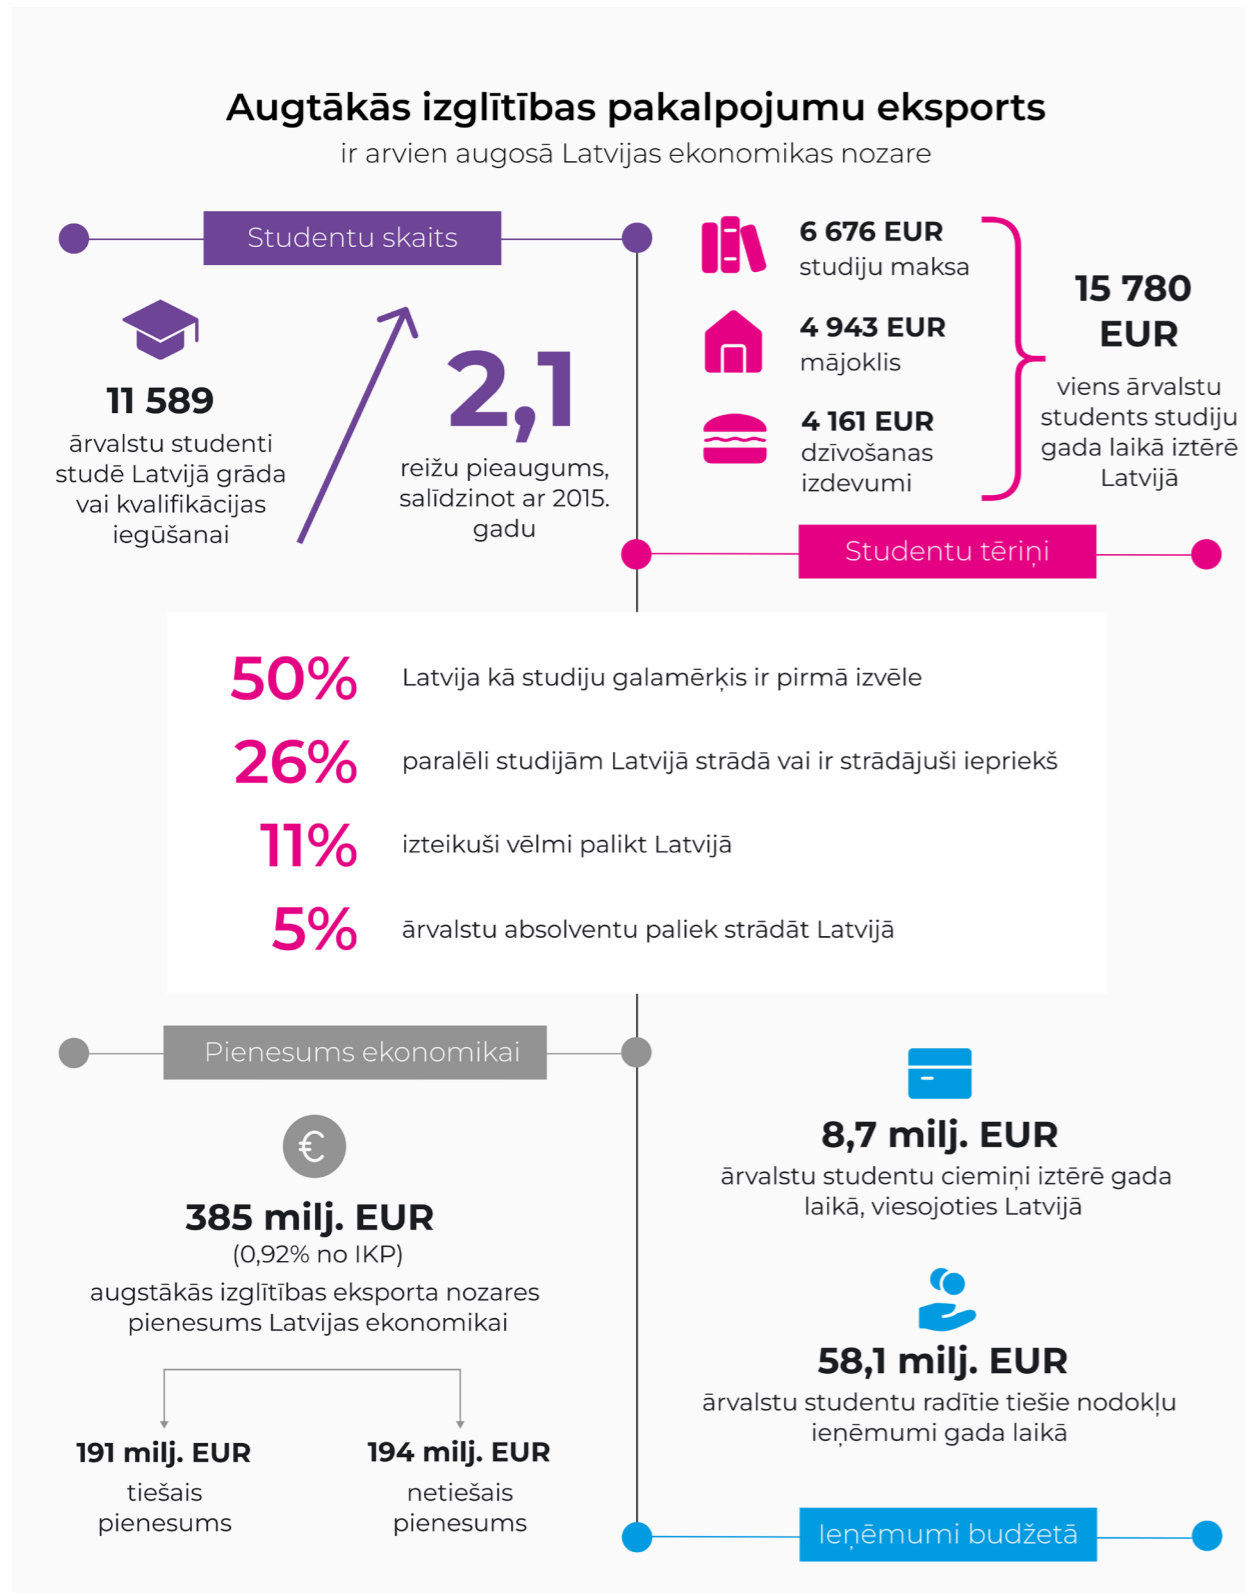 Augtākās izglītības pakalpojumu eksports
ir arvien augosā Latvijas ekonomikas nozare
Studentu skaits
11 589
ārvalstu studenti
studē Latvijā grāda
vai kvalifikācijas
iegūšanai
2,1
reižu pieaugums,
salīdzinot ar 2015.
gadu
6 676 EUR
studiju maksa
4 943 EUR
mājoklis
4 161 EUR
dzīvošanas
izdevumi
15 780
EUR
viens ārvalstu
students studiju
gada laikā iztērē
Latvijā
Studentu tēriņi
50%
Latvija kā studiju galamērķis ir pirmā izvēle
26%
paralēli studijām Latvijā strādā vai ir strādājuši iepriekš
11%
izteikuši vēlmi palikt Latvijā
5%
ārvalstu absolventu paliek strādāt Latvijā
Pienesums ekonomikai
€
385 milj. EUR
(0,92% no IKP)
augstākās izglītības eksporta nozares
pienesums Latvijas ekonomikai
191 milj. EUR
tiešais
pienesums
194 milj. EUR
netiešais
pienesums
8,7 milj. EUR
ārvalstu studentu ciemiņi iztērē gada
laikā, viesojoties Latvijā
58,1 milj. EUR
ārvalstu studentu radītie tiešie nodokļu
ieņēmumi gada laikā
Ieņēmumi budžetā